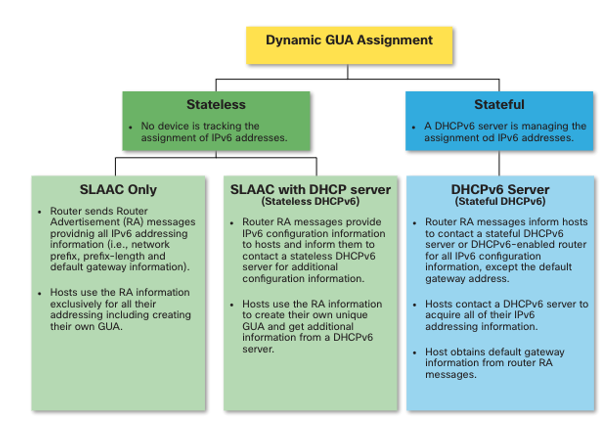 Dynamic GUA Assignment
Stateless
• No device is tracking the
assignment of IPv6 addresses.
Stateful
• A DHCPv6 server is managing the
assignment od IPv6 addresses.
SLAAC Only
• Router sends Router
Advertisement (RA) messages
providnig all IPv6 addressing
information (i.e., network
prefix, prefix-length and
default gateway information).
• Hosts use the RA information
exclusively for all their
addressing including creating
their own GUA.
SLAAC with DHCP server
(Stateless DHCPv6)
• Router RA messages provide
IPv6 configuration information
to hosts and inform them to
contact a stateless DHCPv6
server for additional
configuration information.
• Hosts use the RA information
to create their own unique
GUA and get additional
information from a DHCPv6
server.
DHCPv6 Server
(Stateful DHCPv6)
• Router RA messages inform hosts
to contact a stateful DHCPv6
server or DHCPv6-enabled router
for all IPv6 configuration
information, except the default
gateway address.
• Hosts contact a DHCPv6 server to
acquire all of their IPv6
addressing information.
• Host obtains default gateway
information from router RA
messages.